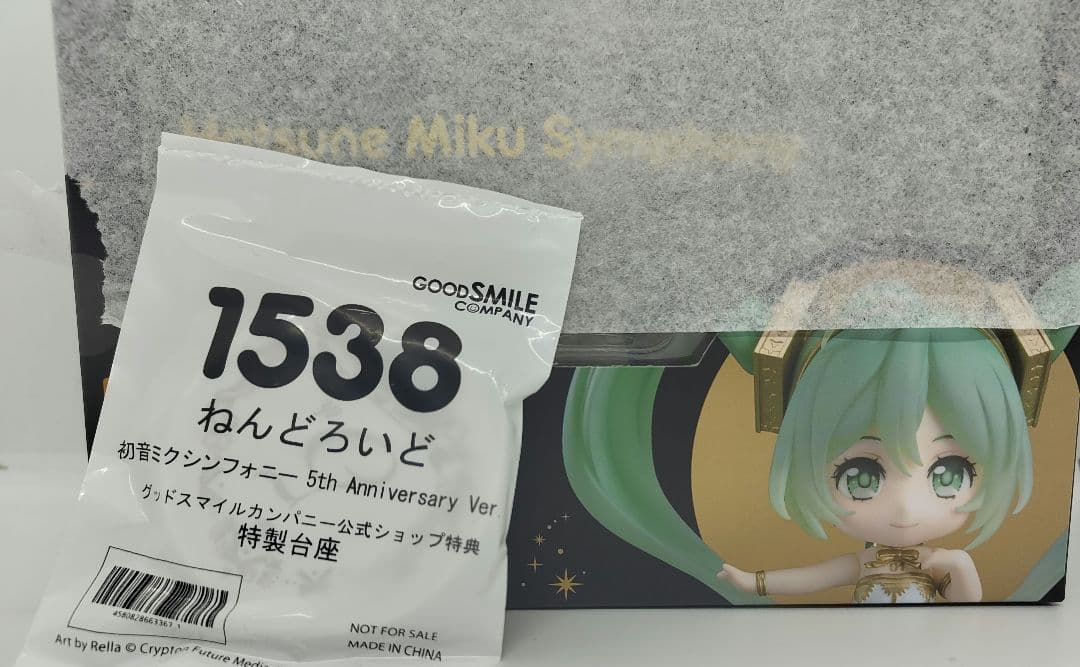 Hatsune Miku Symphony
GOODSMILE
COMPANY
1538
ねんどろいど
初音ミクシンフォニー 5th Anniversary Ver.
グッドスマイルカンパニー公式ショップ特典
特製台座
4580828663367
NOT FOR SALE
MADE IN CHINA
Art by Rella © Crypton Future Media